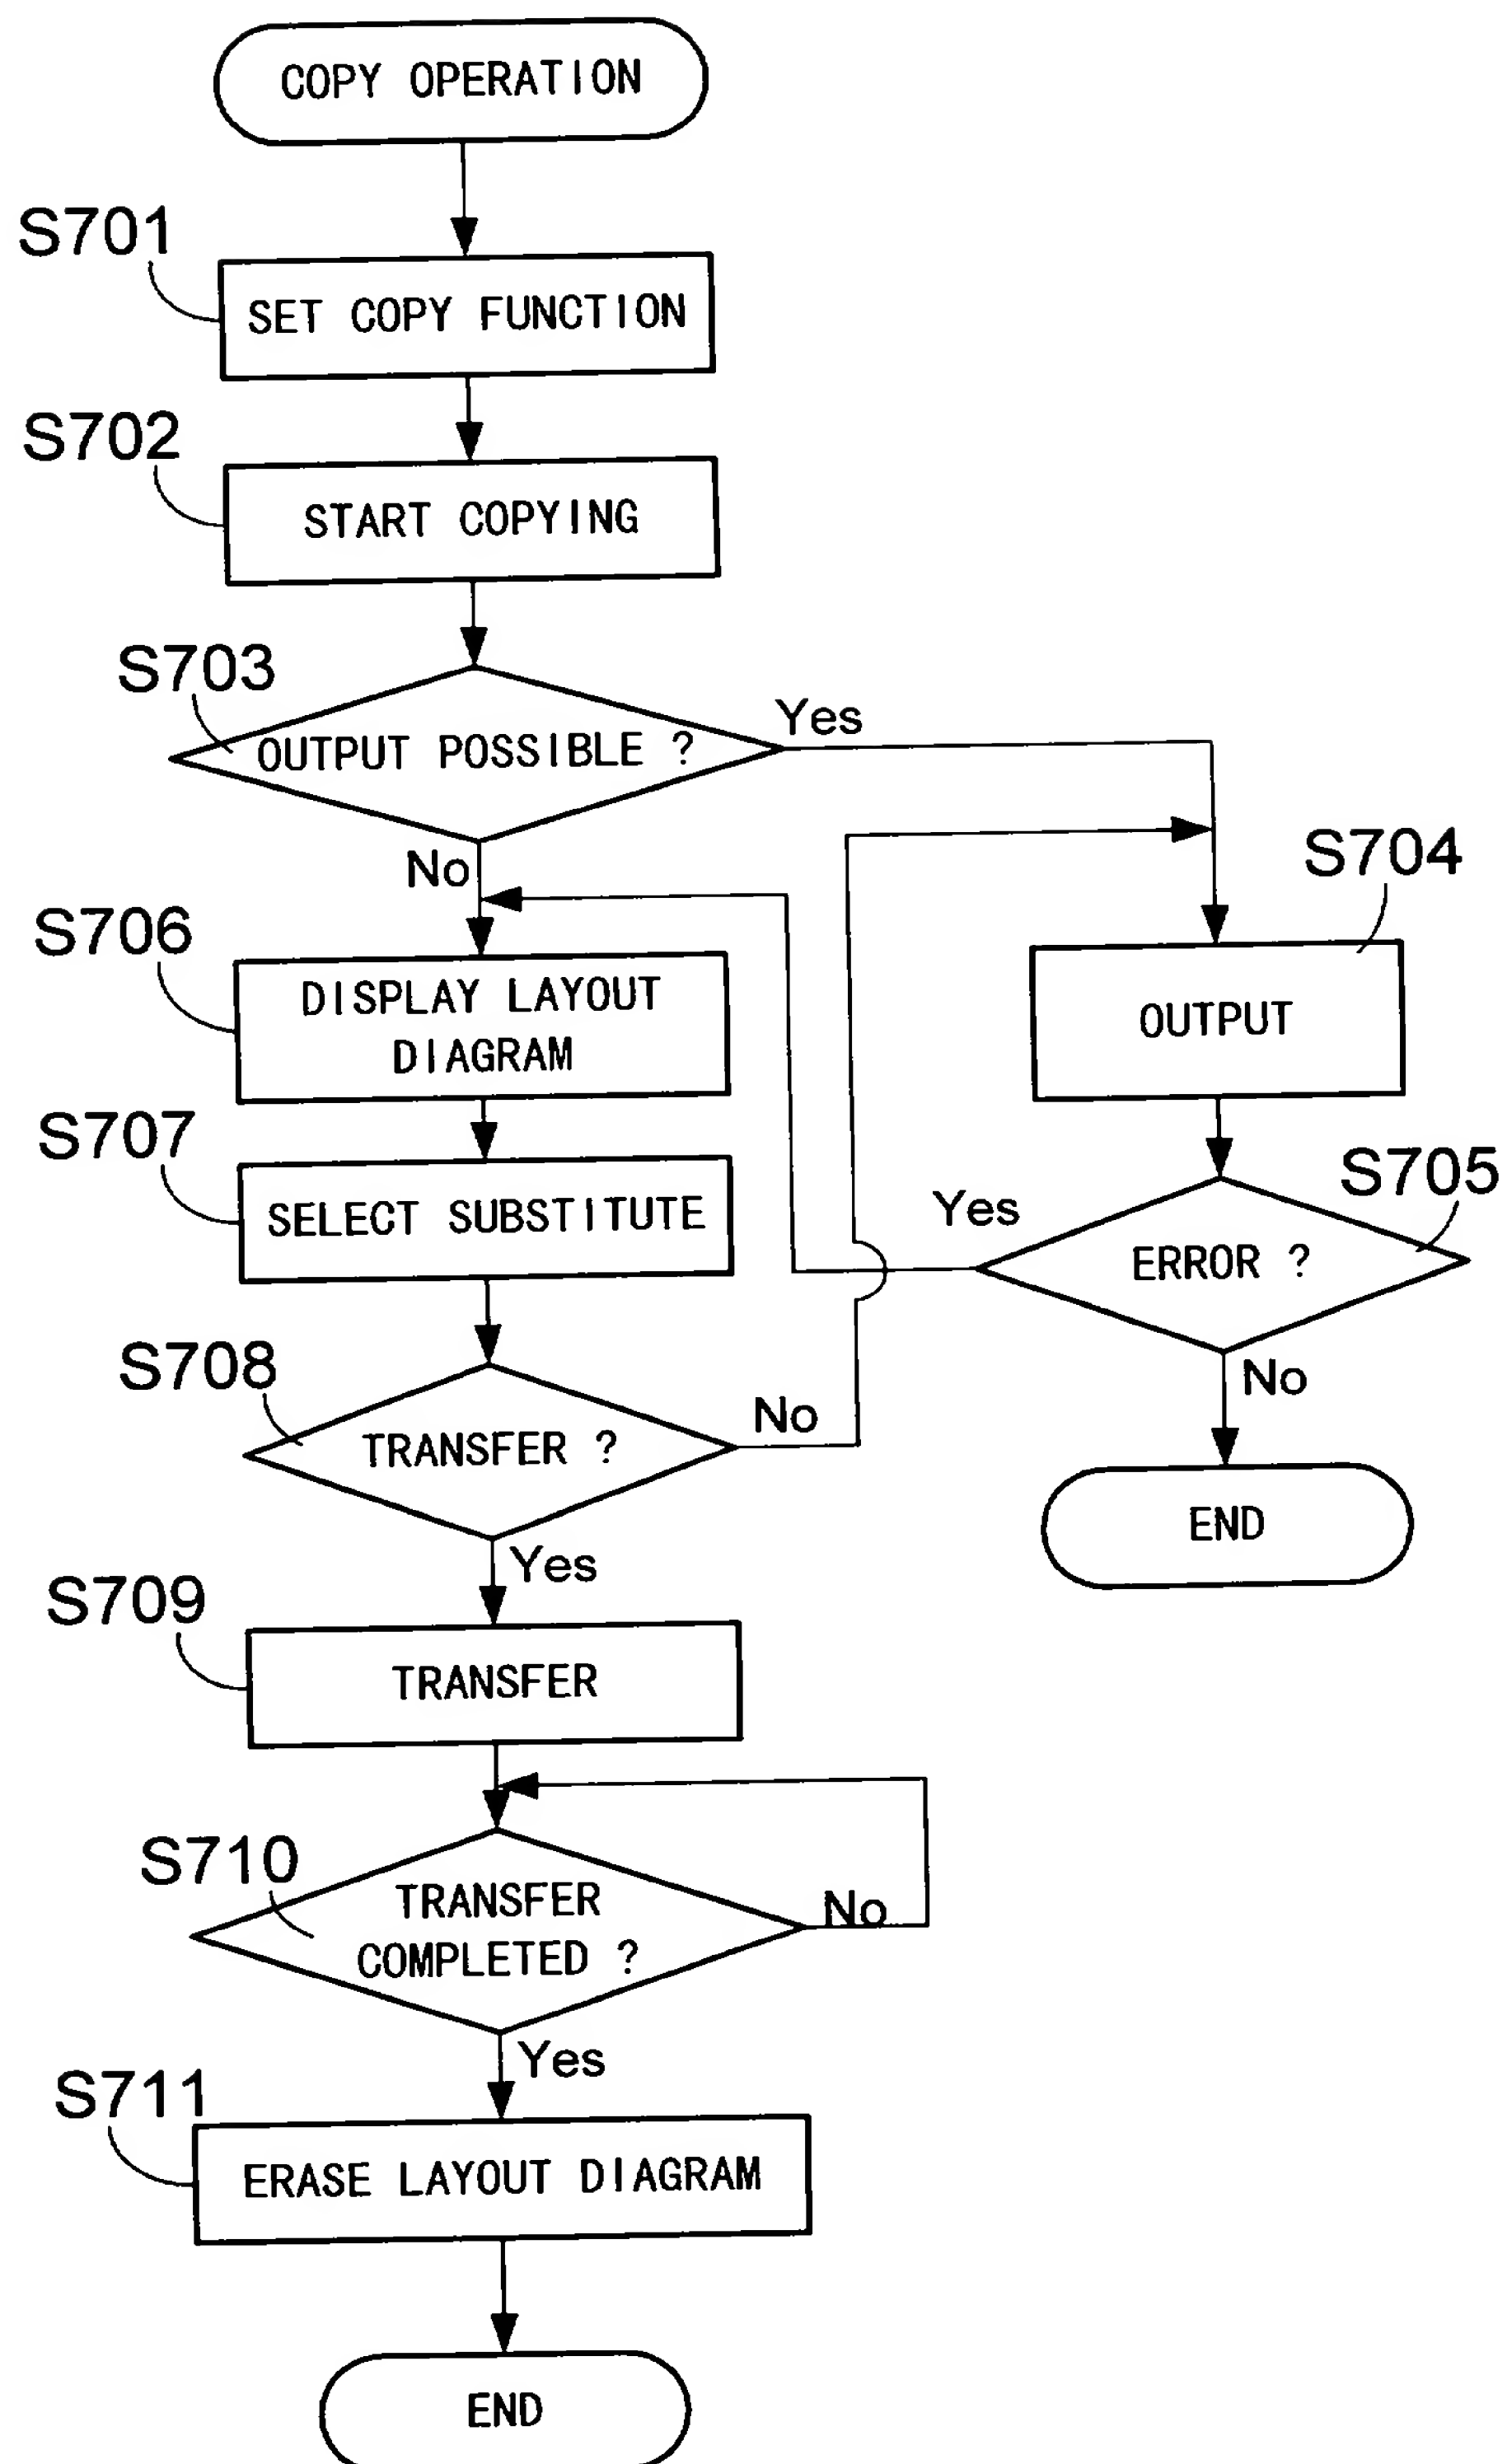 COPY OPERATION
S701
SET COPY FUNCTION
S702
START COPYING
S703
OUTPUT POSSIBLE ?
Yes
No
S704
OUTPUT
S705
ERROR ?
Yes
No
END
S706
DISPLAY LAYOUT
DIAGRAM
S707
SELECT SUBSTITUTE
S708
TRANSFER ?
No
Yes
S709
TRANSFER
S710
TRANSFER
COMPLETED ?
No
Yes
S711
ERASE LAYOUT DIAGRAM
END